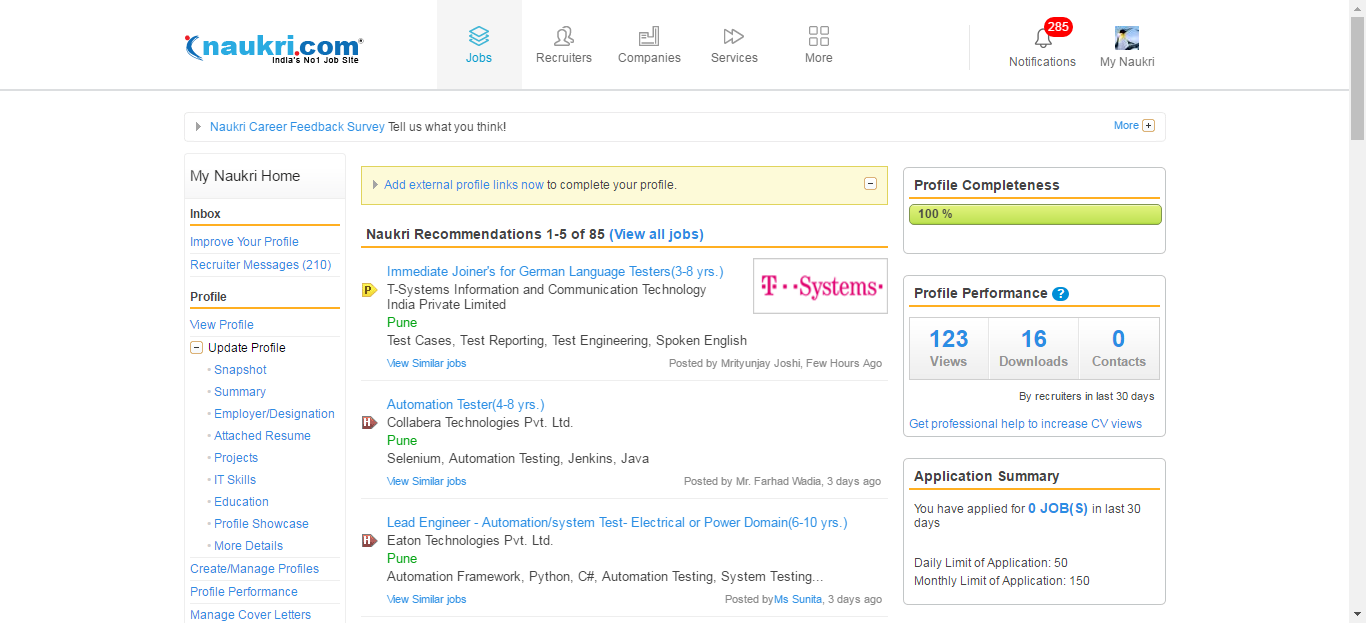 naukri.com
India's No1 Job Site
Jobs
Recruiters
Companies
Services
More
285
Notifications
My Naukri
Naukri Career Feedback Survey Tell us what you think!
More
My Naukri Home
Inbox
Improve Your Profile
Recruiter Messages (210)
Profile
View Profile
Update Profile
Snapshot
Summary
Employer/Designation
Attached Resume
Projects
IT Skills
Education
Profile Showcase
More Details
Create/Manage Profiles
Profile Performance
Manage Cover Letters
Add external profile links now to complete your profile.
Naukri Recommendations 1-5 of 85 (View all jobs)
Immediate Joiner's for German Language Testers(3-8 yrs.)
P
T-Systems Information and Communication Technology
India Private Limited
Pune
Test Cases, Test Reporting, Test Engineering, Spoken English
View Similar jobs
Posted by Mrityunjay Joshi, Few Hours Ago
T··Systems·
Automation Tester(4-8 yrs.)
H
Collabera Technologies Pvt. Ltd.
Pune
Selenium, Automation Testing, Jenkins, Java
View Similar jobs
Posted by Mr. Farhad Wadia, 3 days ago
Lead Engineer - Automation/system Test- Electrical or Power Domain(6-10 yrs.)
H
Eaton Technologies Pvt. Ltd.
Pune
Automation Framework, Python, C#, Automation Testing, System Testing...
View Similar jobs
Posted by Ms Sunita, 3 days ago
Profile Completeness
100 %
Profile Performance ?
123
Views
16
Downloads
0
Contacts
By recruiters in last 30 days
Get professional help to increase CV views
Application Summary
You have applied for 0 JOB(S) in last 30
days
Daily Limit of Application: 50
Monthly Limit of Application: 150